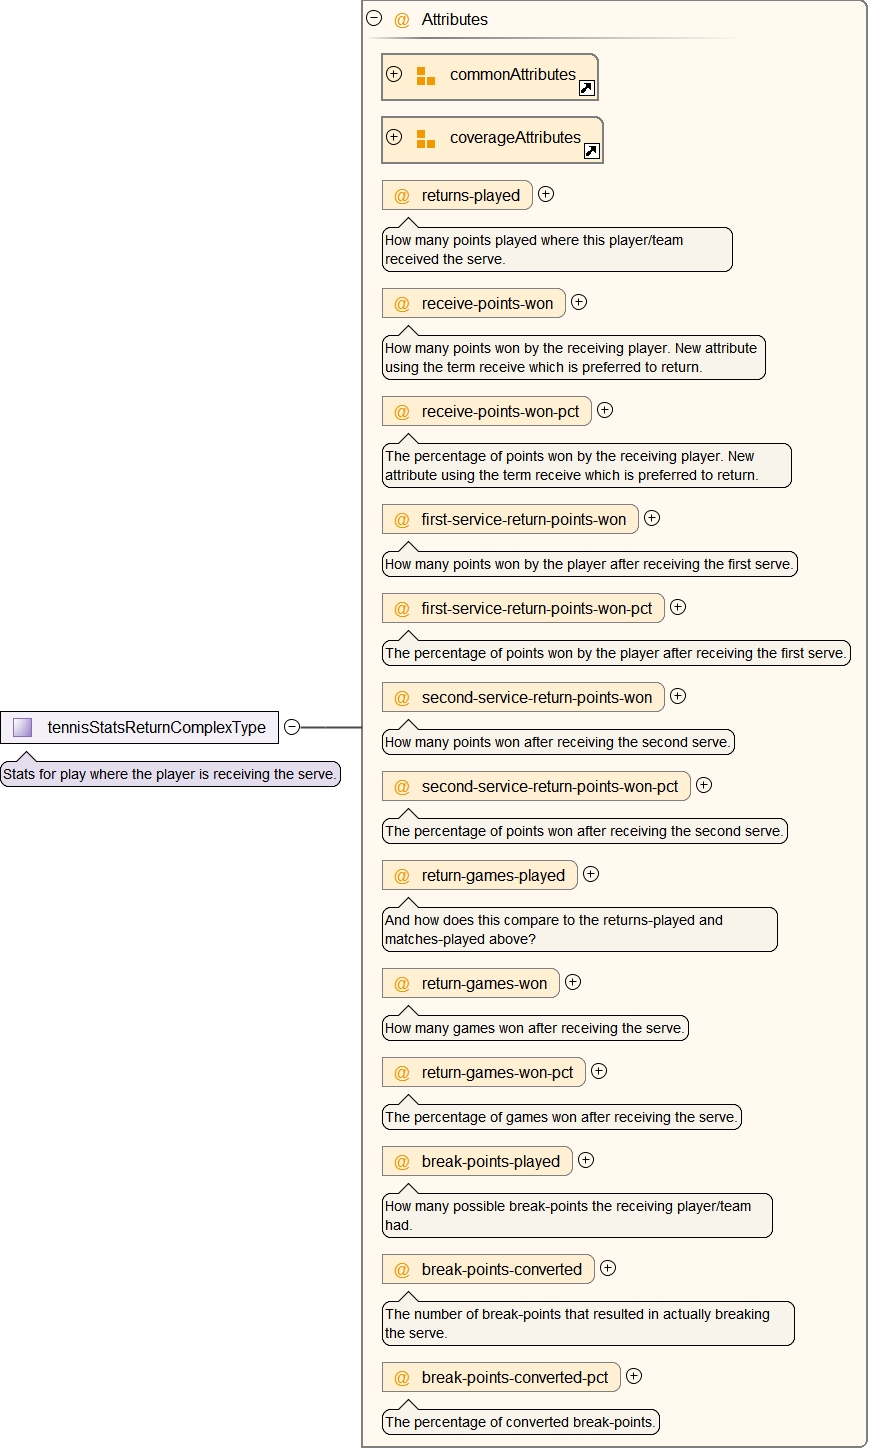 @ Attributes
commonAttributes
coverageAttributes
@ returns-played
How many points played where this player/team
received the serve.
@ receive-points-won
How many points won by the receiving player. New attribute
using the term receive which is preferred to return.
@ receive-points-won-pct
The percentage of points won by the receiving player. New
attribute using the term receive which is preferred to return.
@ first-service-return-points-won
How many points won by the player after receiving the first serve.
@ first-service-return-points-won-pct
The percentage of points won by the player after receiving the first serve.
@ second-service-return-points-won
tennisStatsReturnComplexType
Stats for play where the player is receiving the serve.
How many points won after receiving the second serve.
@ second-service-return-points-won-pct
The percentage of points won after receiving the second serve.
@ return-games-played
And how does this compare to the returns-played and
matches-played above?
@ return-games-won
How many games won after receiving the serve.
@ return-games-won-pct
The percentage of games won after receiving the serve.
@ break-points-played
How many possible break-points the receiving player/team
had.
@ break-points-converted
The number of break-points that resulted in actually breaking
the serve.
@ break-points-converted-pct
The percentage of converted break-points.